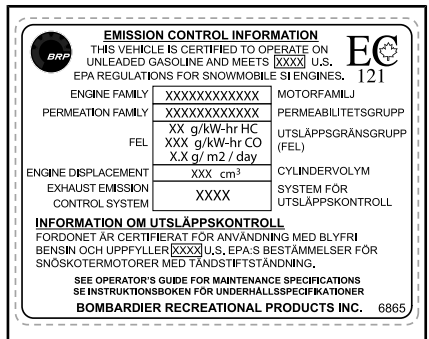 BRP
EMISSION CONTROL INFORMATION
THIS VEHICLE IS CERTIFIED TO OPERATE ON
UNLEADED GASOLINE AND MEETS XXXX U.S.
EPA REGULATIONS FOR SNOWMOBILE SI ENGINES.
EC
121
ENGINE FAMILY XXXXXXXXXXXX MOTORFAMILJ
PERMEATION FAMILY XXXXXXXXXXXX PERMEABILITETSGRUPP
FEL
XX g/kW-hr HC
XXX g/kW-hr CO
X.X g/ m2 / day
UTSLÄPPSGRÄNSGRUPP
(FEL)
ENGINE DISPLACEMENT XXX cm³ CYLINDERVOLYM
EXHAUST EMISSION
CONTROL SYSTEM
XXXX
SYSTEM FÖR
UTSLÄPPSKONTROLL
INFORMATION OM UTSLÄPPSKONTROLL
FORDONET ÄR CERTIFIERAT FÖR ANVÄNDNING MED BLYFRI
BENSIN OCH UPPFYLLER XXXX U.S. EPA:S BESTÄMMELSER FÖR
SNÖSKOTERMOTORER MED TÄNDSTIFTSTÄNDNING.
SEE OPERATOR'S GUIDE FOR MAINTENANCE SPECIFICATIONS
SE INSTRUKTIONSBOKEN FÖR UNDERHÅLLSSPECIFIKATIONER
BOMBARDIER RECREATIONAL PRODUCTS INC. 6865